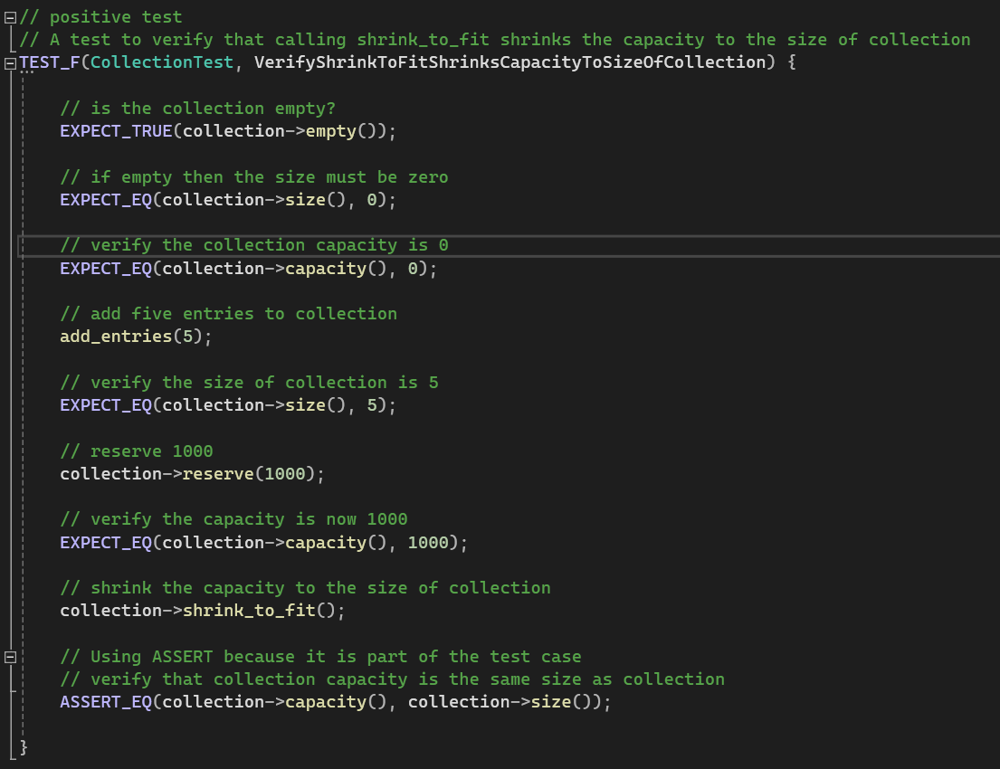 // positive test
// A test to verify that calling shrink_to_fit shrinks the capacity to the size of collection
TEST_F(CollectionTest, VerifyShrinkToFitShrinksCapacityToSizeOfCollection) {
// is the collection empty?
EXPECT_TRUE(collection->empty());
// if empty then the size must be zero
EXPECT_EQ(collection->size(), 0);
// verify the collection capacity is 0
EXPECT_EQ(collection->capacity(), 0);
// add five entries to collection
add_entries(5);
// verify the size of collection is 5
EXPECT_EQ(collection->size(), 5);
// reserve 1000
collection->reserve(1000);
// verify the capacity is now 1000
EXPECT_EQ(collection->capacity(), 1000);
// shrink the capacity to the size of collection
collection->shrink_to_fit();
// Using ASSERT because it is part of the test case
// verify that collection capacity is the same size as collection
ASSERT_EQ(collection->capacity(), collection->size());
}